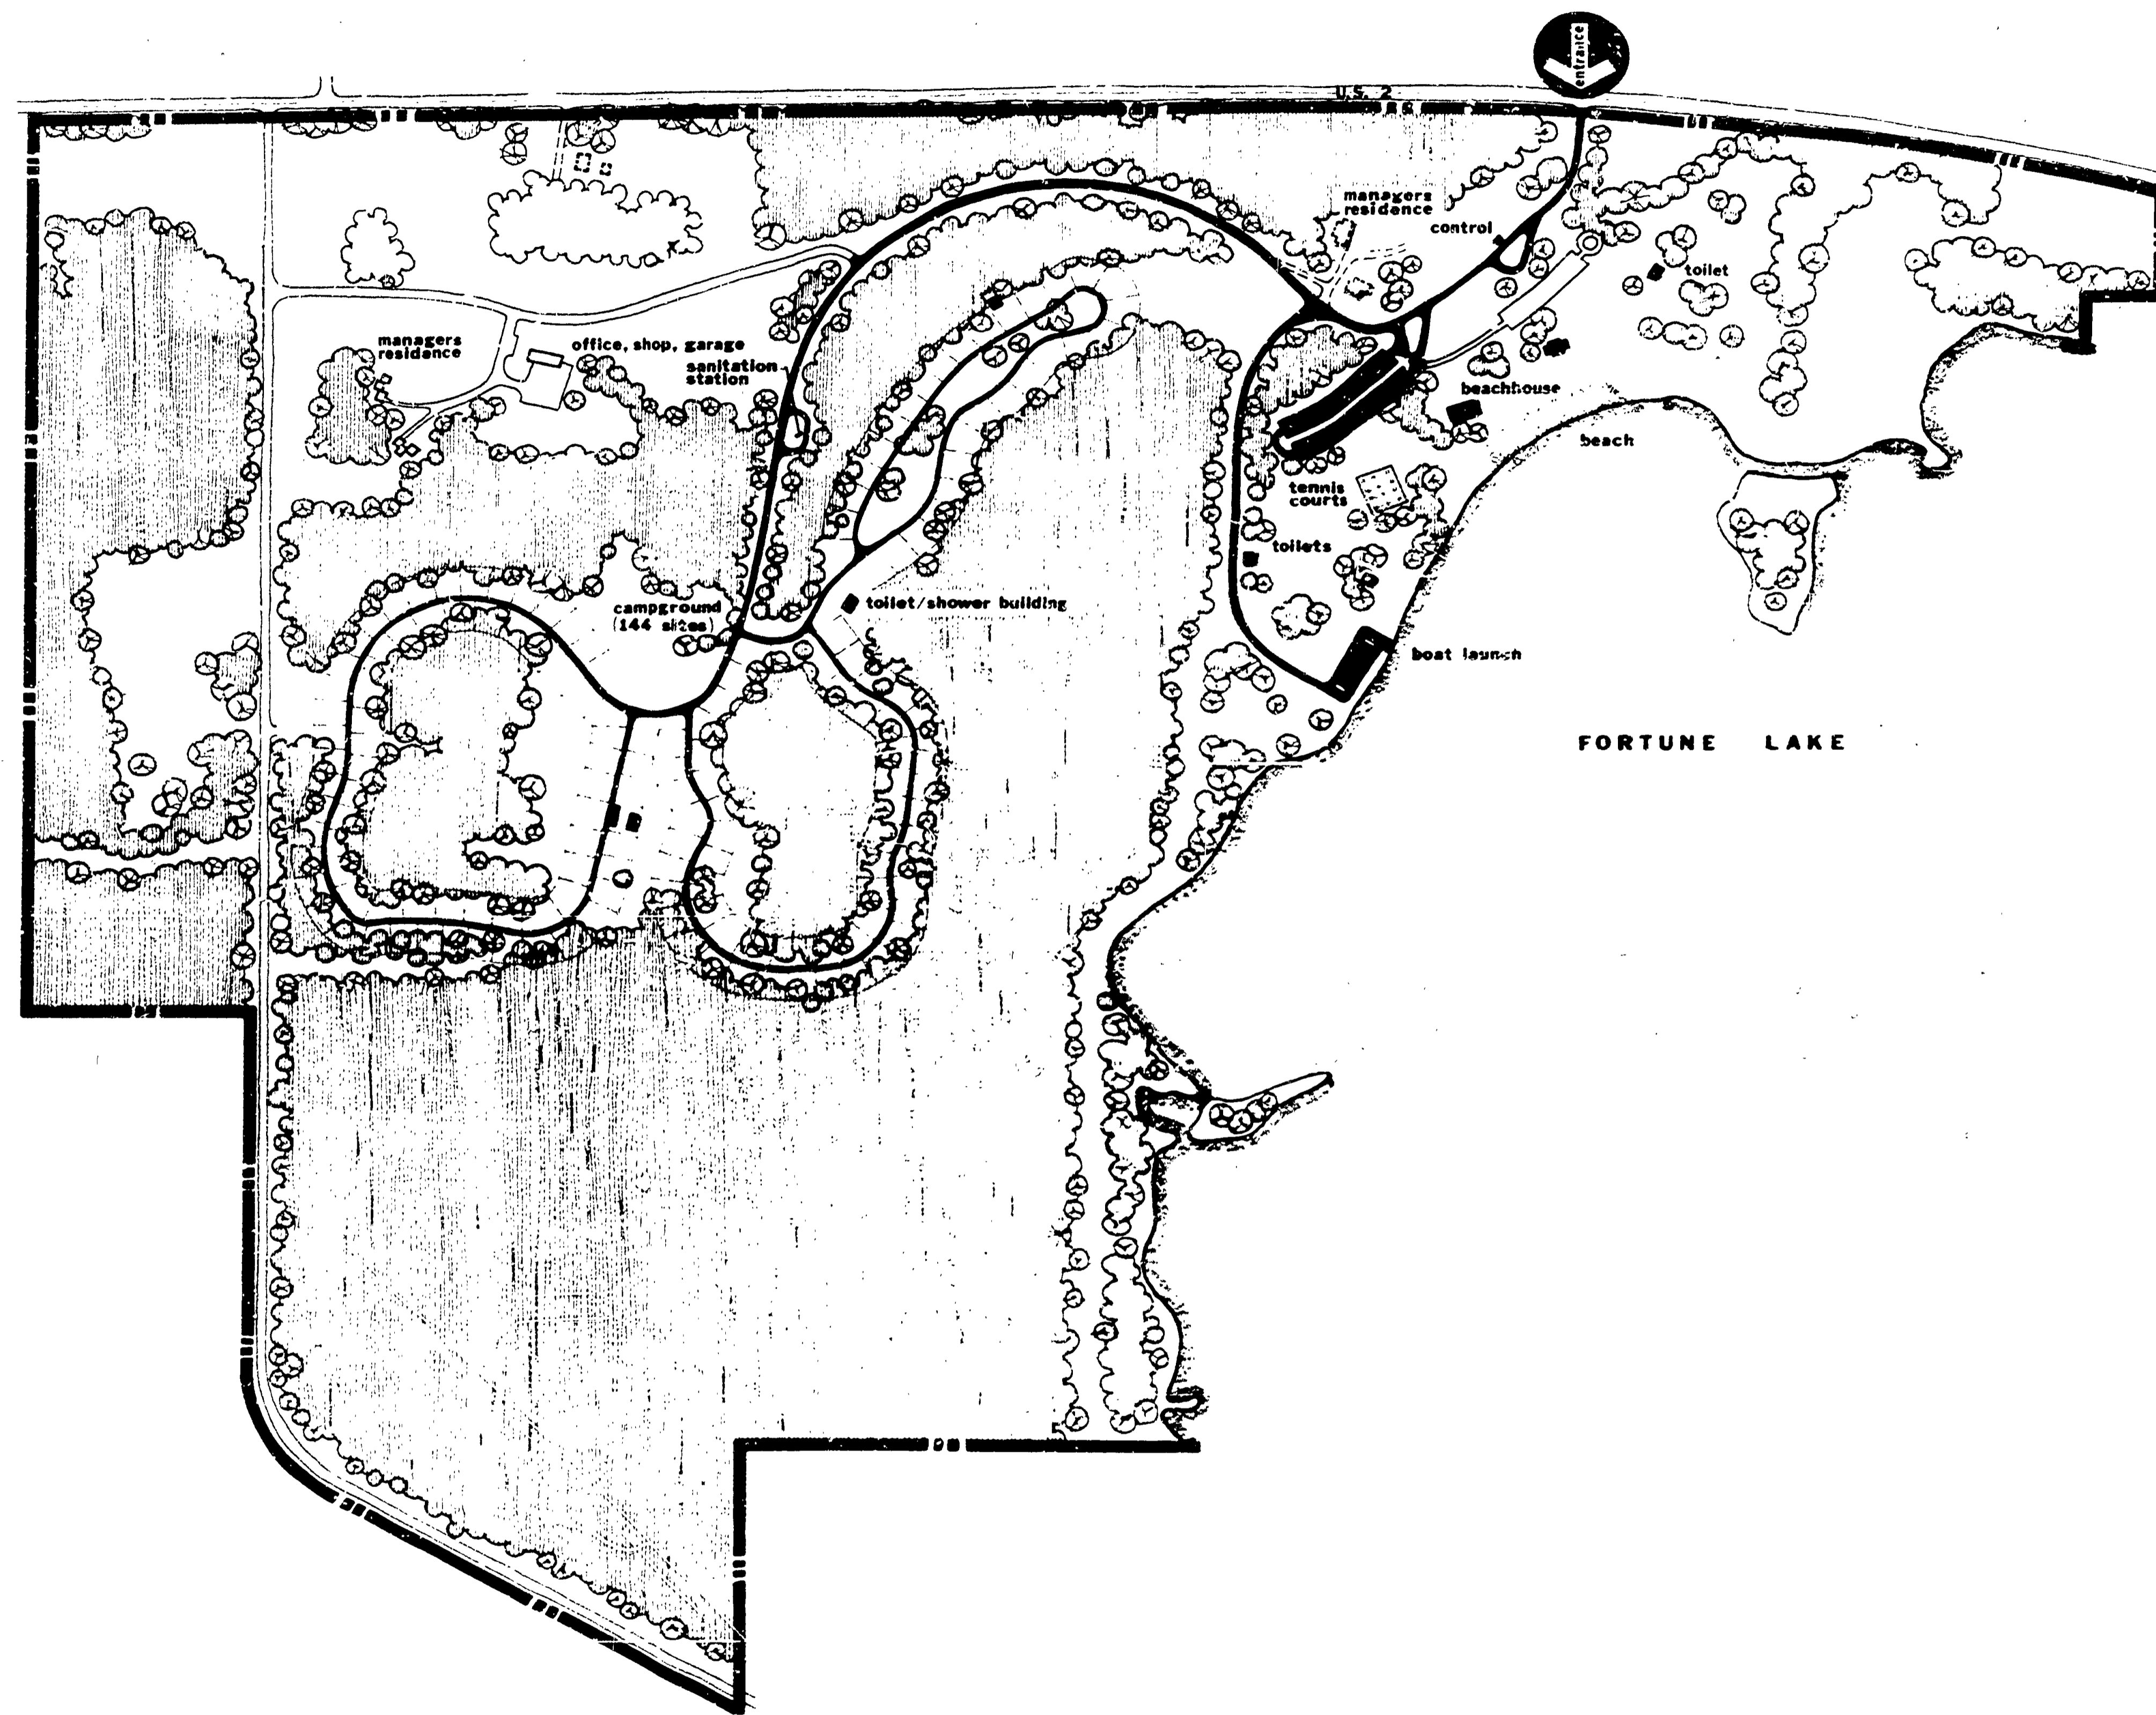 entrance
U.S. 2
managers
residence
control
toilet
managers
residence
office, shop, garage
sanitation
station
beachhouse
beach
tennis
courts
toilets
campground
(144 sites)
toilet/shower building
boat launch
FORTUNE LAKE